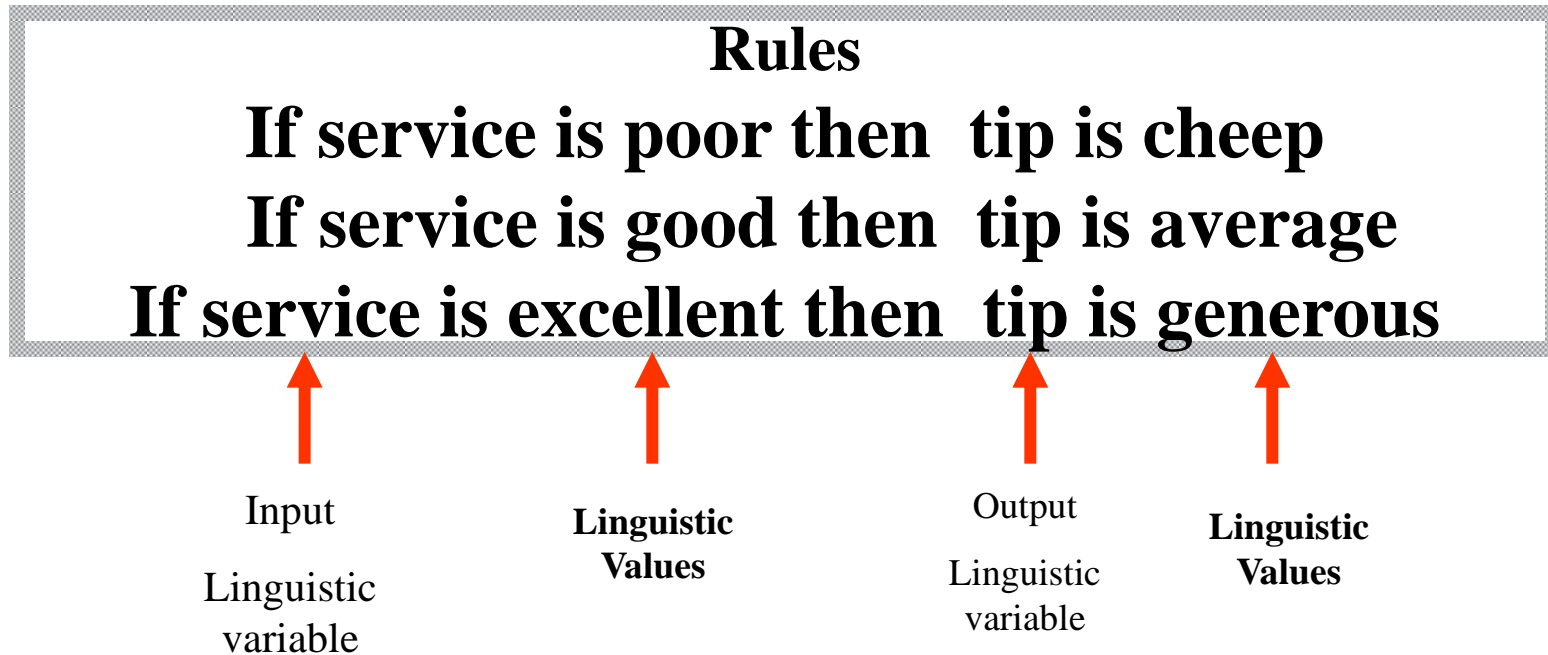 Rules
If service is poor then tip is cheep
If service is good then tip is average
If service is excellent then tip is generous
Input
Linguistic
variable
Linguistic
Values
Output
Linguistic
variable
Linguistic
Values